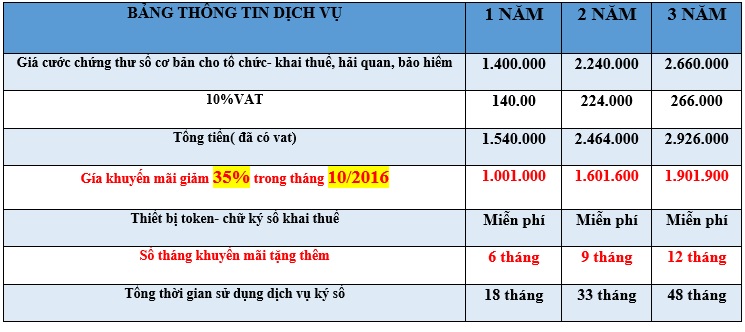 BẢNG THÔNG TIN DỊCH VỤ 1 NĂM 2 NĂM 3 NĂM
Giá cước chứng thư số cơ bản cho tổ chức- khai thuế, hải quan, bảo hiểm 1.400.000 2.240.000 2.660.000
10%VAT 140.00 224.000 266.000
Tổng tiền( đã có vat) 1.540.000 2.464.000 2.926.000
Gía khuyến mãi giảm 35% trong tháng 10/2016 1.001.000 1.601.600 1.901.900
Thiết bị token- chữ ký số khai thuế Miễn phí Miễn phí Miễn phí
Số tháng khuyến mãi tặng thêm 6 tháng 9 tháng 12 tháng
Tổng thời gian sử dụng dịch vụ ký số 18 tháng 33 tháng 48 tháng